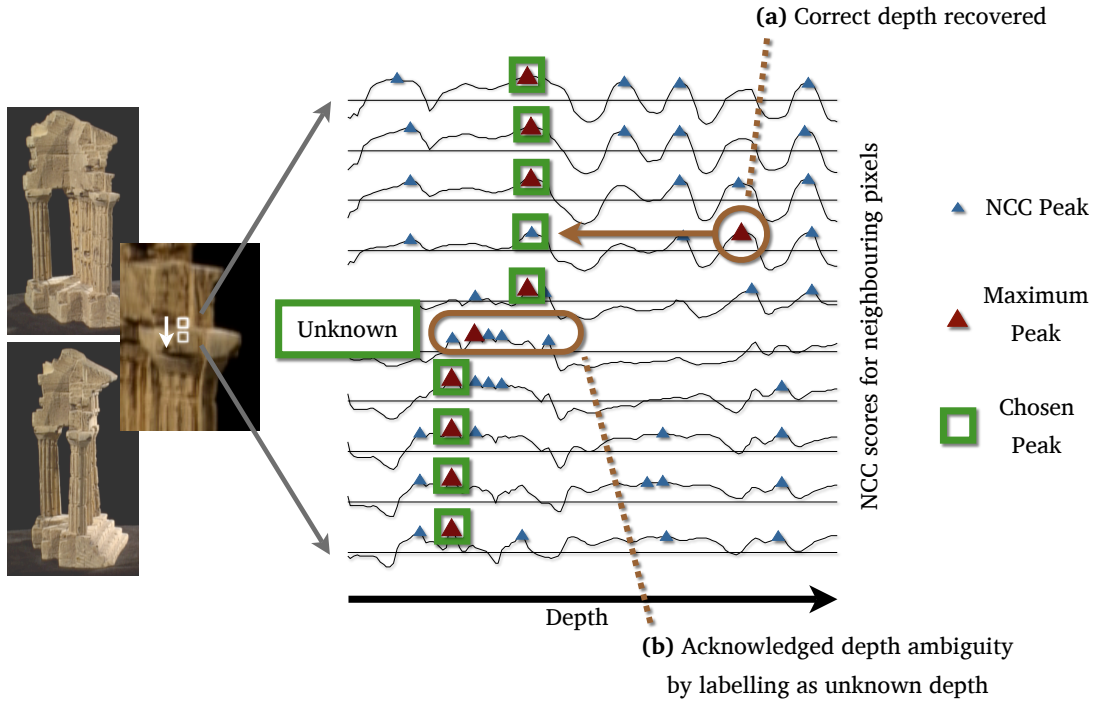 (a) Correct depth recovered
Unknown
NCC scores for neighbouring pixels
NCC Peak
Maximum
Peak
Chosen
Peak
Depth
(b) Acknowledged depth ambiguity
by labelling as unknown depth